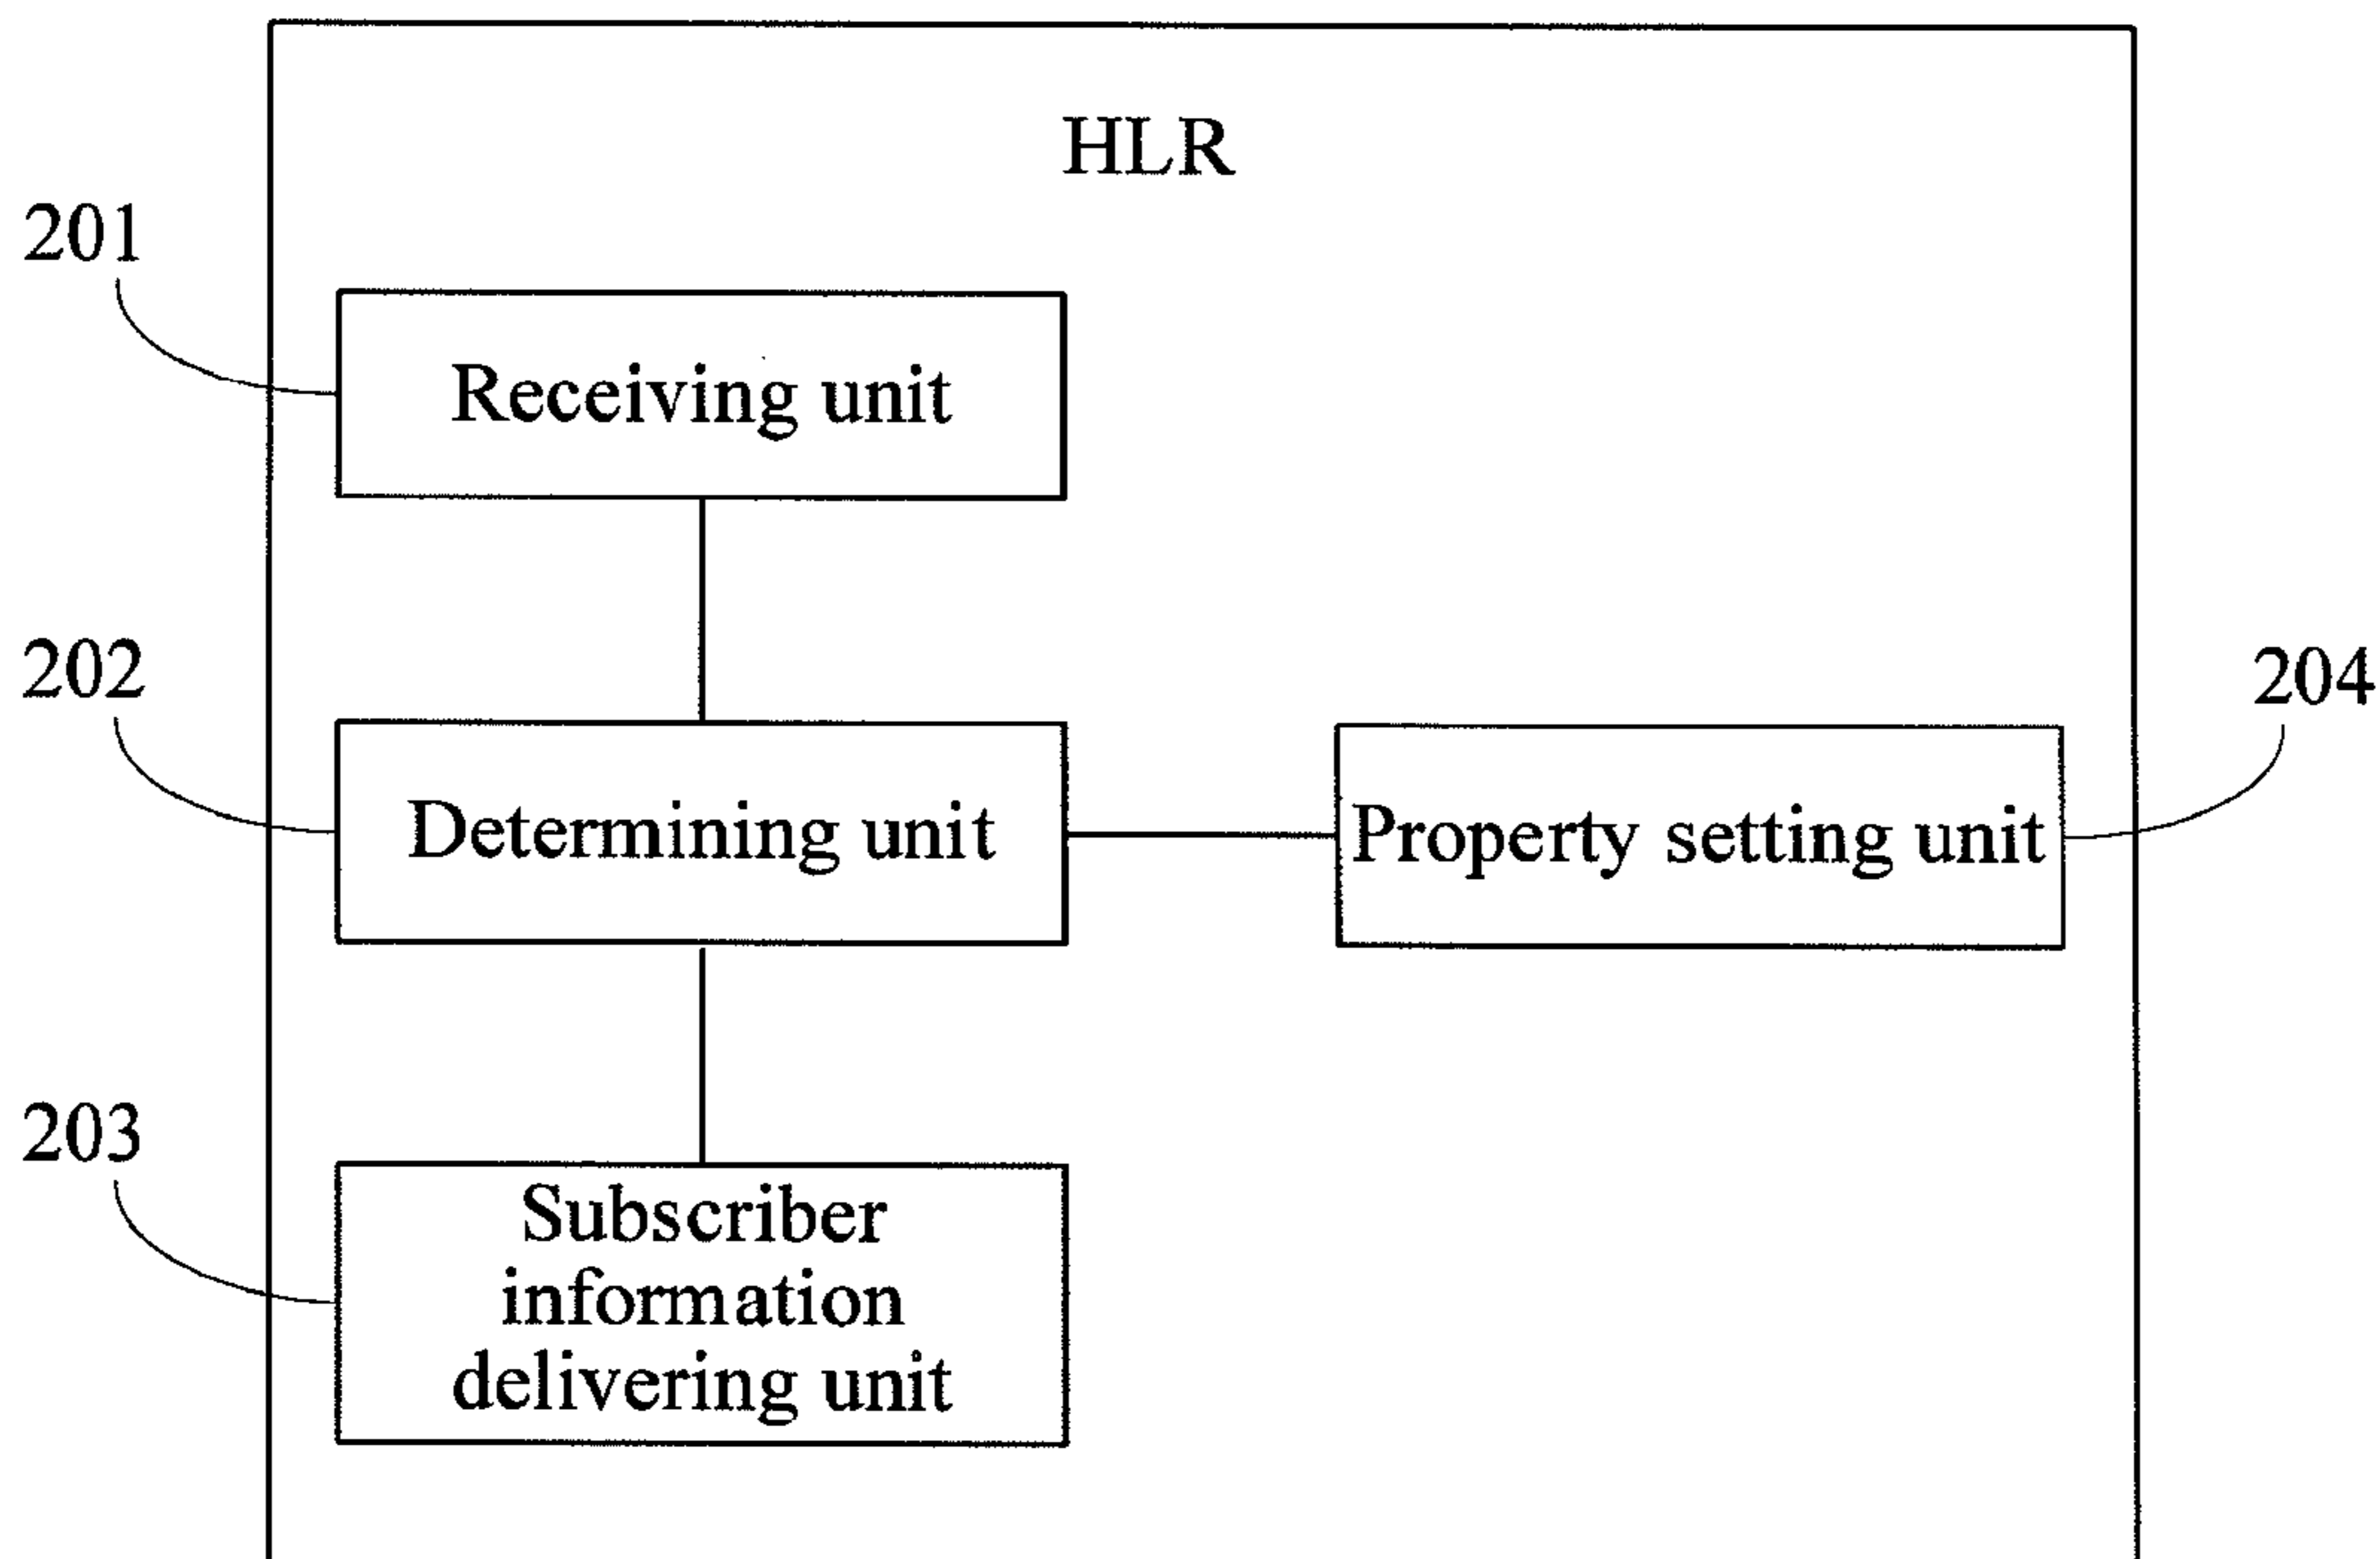 HLR
201
Receiving unit
202
Determining unit
Property setting unit
204
203
Subscriber
information
delivering unit